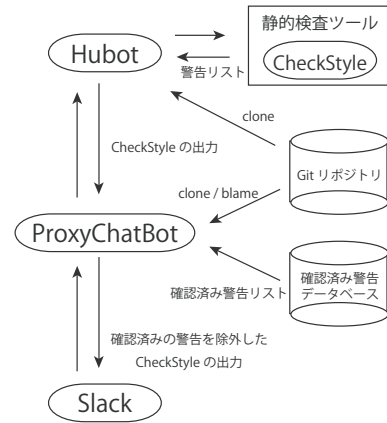 静的検査ツール
Hubot
CheckStyle
警告リスト
clone
CheckStyle の出力
Git リポジトリ
clone / blame
ProxyChatBot
確認済み警告
データベース
確認済み警告リスト
確認済みの警告を除外した
CheckStyle の出力
Slack